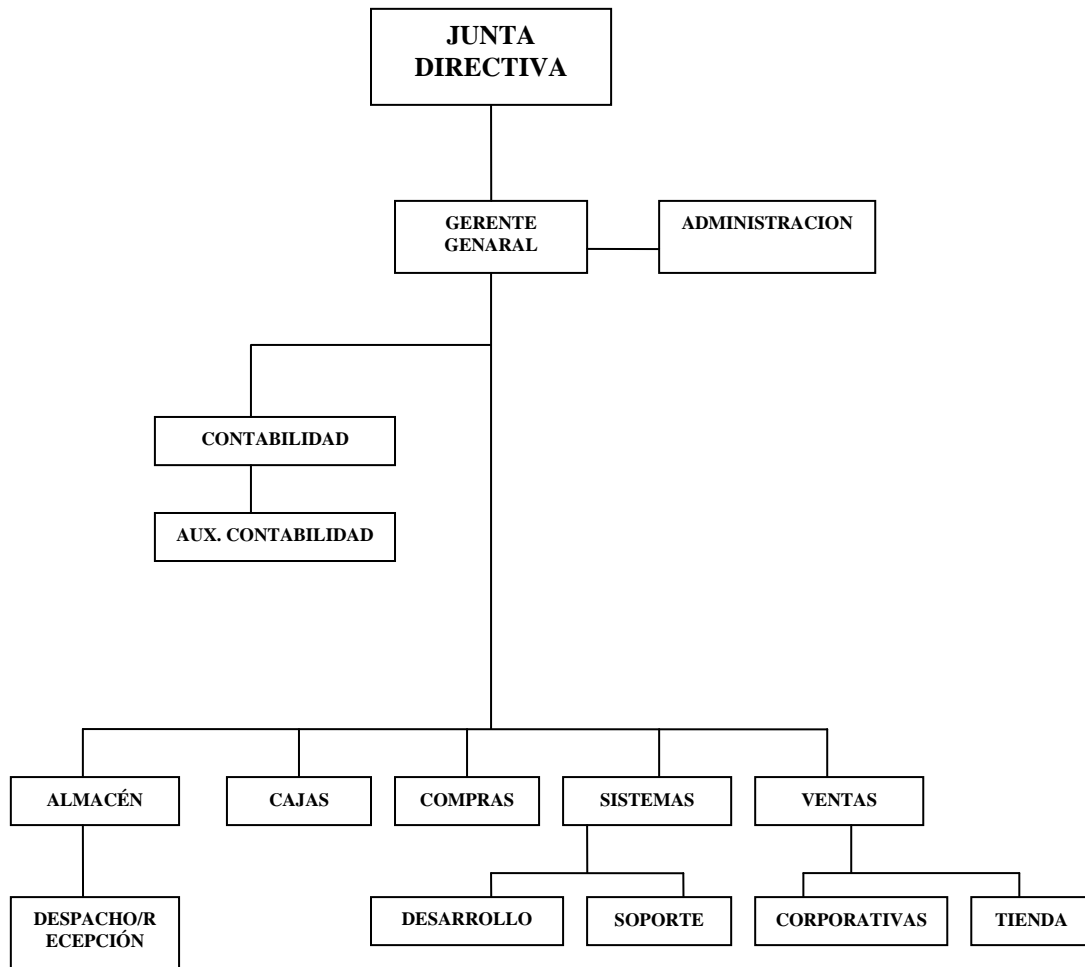 JUNTA
DIRECTIVA
GERENTE
GENARAL
ADMINISTRACION
CONTABILIDAD
AUX. CONTABILIDAD
ALMACÉN
CAJAS
COMPRAS
SISTEMAS
VENTAS
DESPACHO/R
ECEPCIÓN
DESARROLLO
SOPORTE
CORPORATIVAS
TIENDA